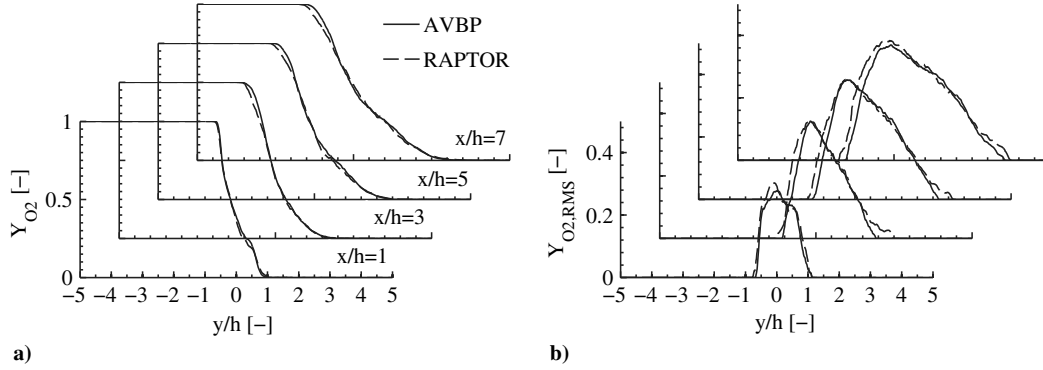 AVBP
RAPTOR
x/h=7
x/h=5
x/h=3
x/h=1
1
0.5
0
Y_O2 [–]
−5 −4 −3 −2 −1 0 1 2 3 4 5
y/h [–]
a)
0.4
0.2
0
Y_O2,RMS [–]
−5 −4 −3 −2 −1 0 1 2 3 4 5
y/h [–]
b)